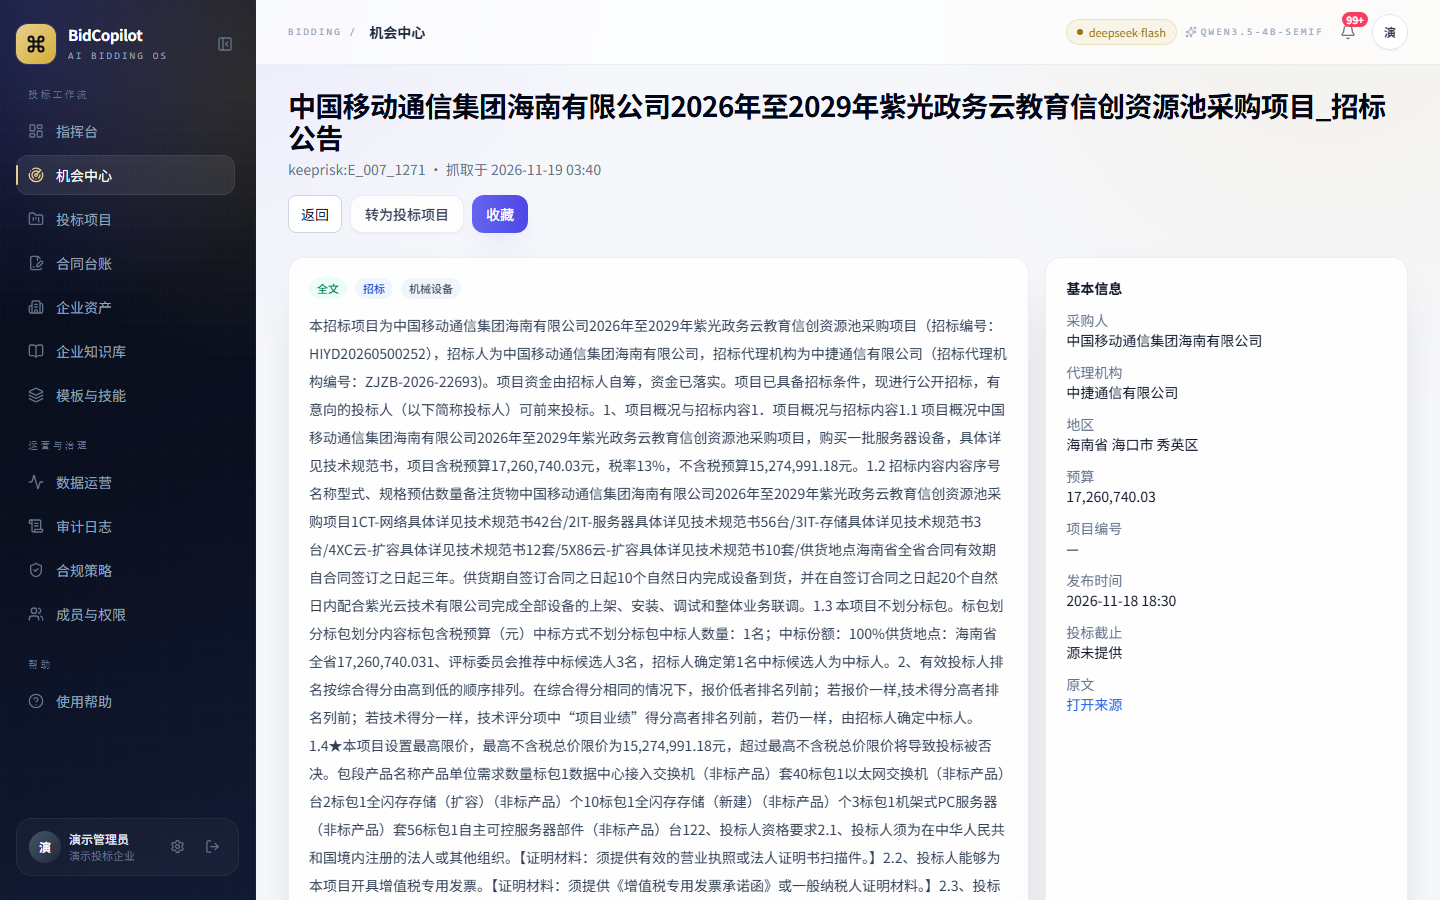 BidCopilot
AI BIDDING OS
投标工作流
指挥台
机会中心
投标项目
合同台账
企业资产
企业知识库
模板与技能
运营与治理
数据运营
审计日志
合规策略
成员与权限
帮助
使用帮助
演
演示管理员
演示投标企业
BIDDING / 机会中心
deepseek-flash
QWEN3.5-4B-SEMIF
99+
演
中国移动通信集团海南有限公司2026年至2029年紫光政务云教育信创资源池采购项目_招标
公告
keeprisk:E_007_1271 · 抓取于 2026-11-19 03:40
返回
转为投标项目
收藏
全文
招标
机械设备
本招标项目为中国移动通信集团海南有限公司2026年至2029年紫光政务云教育信创资源池采购项目（招标编号：
HIYD20260500252），招标人为中国移动通信集团海南有限公司，招标代理机构为中捷通信有限公司（招标代理机
构编号：ZJZB-2026-22693)。项目资金由招标人自筹，资金已落实。项目已具备招标条件，现进行公开招标，有
意向的投标人（以下简称投标人）可前来投标。1、项目概况与招标内容1．项目概况与招标内容1.1 项目概况中国
移动通信集团海南有限公司2026年至2029年紫光政务云教育信创资源池采购项目，购买一批服务器设备，具体详
见技术规范书，项目含税预算17,260,740.03元，税率13%，不含税预算15,274,991.18元。1.2 招标内容内容序号
名称型式、规格预估数量备注货物中国移动通信集团海南有限公司2026年至2029年紫光政务云教育信创资源池采
购项目1CT-网络具体详见技术规范书42台/2IT-服务器具体详见技术规范书56台/3IT-存储具体详见技术规范书3
台/4XC云-扩容具体详见技术规范书12套/5X86云-扩容具体详见技术规范书10套/供货地点海南省全省合同有效期
自合同签订之日起三年。供货期自签订合同之日起10个自然日内完成设备到货，并在自签订合同之日起20个自然
日内配合紫光云技术有限公司完成全部设备的上架、安装、调试和整体业务联调。1.3 本项目不划分标包。标包划
分标包划分内容标包含税预算（元）中标方式不划分标包中标人数量：1名；中标份额：100%供货地点：海南省
全省17,260,740.031、评标委员会推荐中标候选人3名，招标人确定第1名中标候选人为中标人。2、有效投标人排
名按综合得分由高到低的顺序排列。在综合得分相同的情况下，报价低者排名列前；若报价一样,技术得分高者排
名列前；若技术得分一样，技术评分项中“项目业绩”得分高者排名列前，若仍一样，由招标人确定中标人。
1.4★本项目设置最高限价，最高不含税总价限价为15,274,991.18元，超过最高不含税总价限价将导致投标被否
决。包段产品名称产品单位需求数量标包1数据中心接入交换机（非标产品）套40标包1以太网交换机（非标产品）
台2标包1全闪存存储（扩容）（非标产品）个10标包1全闪存存储（新建）（非标产品）个3标包1机架式PC服务器
（非标产品）套56标包1自主可控服务器部件（非标产品）台122、投标人资格要求2.1、投标人须为在中华人民共
和国境内注册的法人或其他组织。【证明材料：须提供有效的营业执照或法人证明书扫描件。】2.2、投标人能够为
本项目开具增值税专用发票。【证明材料：须提供《增值税专用发票承诺函》或一般纳税人证明材料。】2.3、投标
基本信息
采购人
中国移动通信集团海南有限公司
代理机构
中捷通信有限公司
地区
海南省 海口市 秀英区
预算
17,260,740.03
项目编号
—
发布时间
2026-11-18 18:30
投标截止
源未提供
原文
打开来源